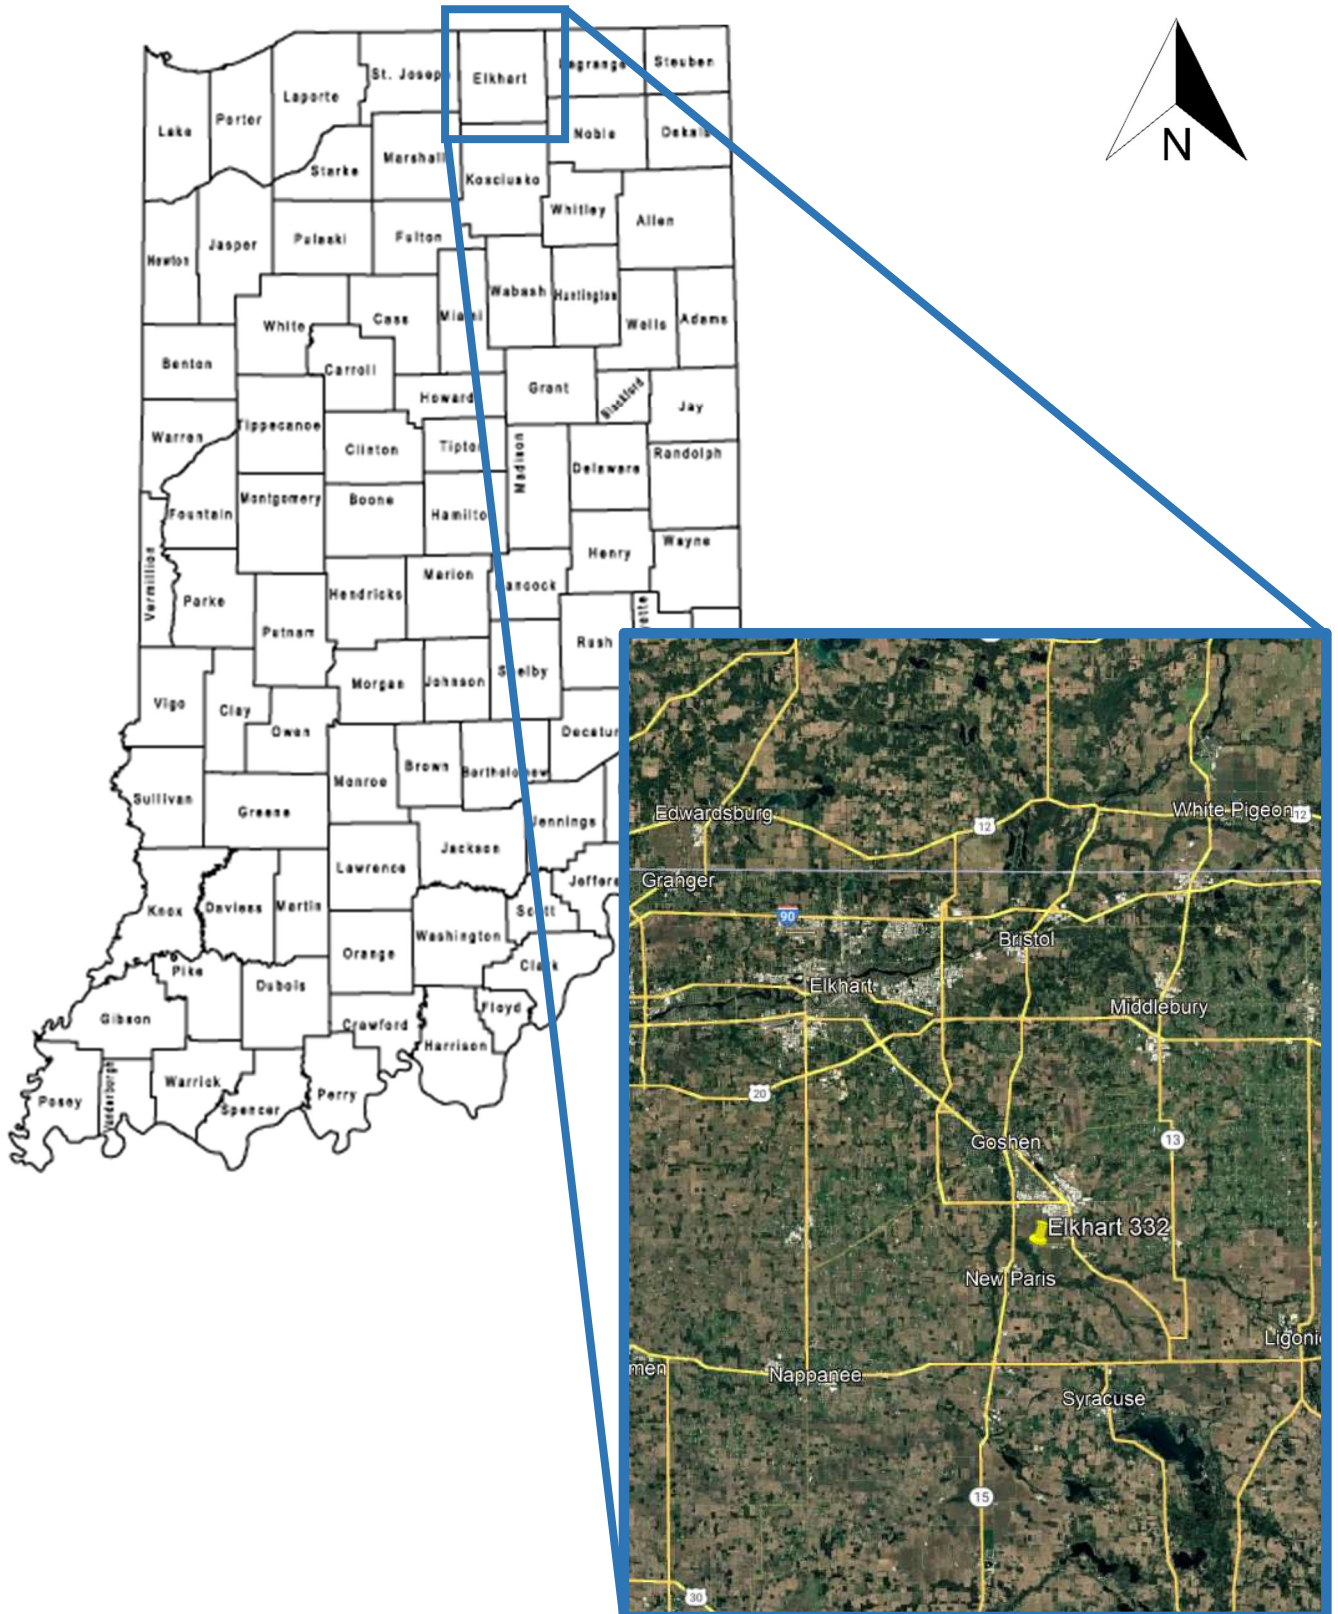 N
St. Joseph
Elkhart
Lagrange
Steuben
Laporte
Porter
Lake
Noble
Dekalb
Marshall
Starke
Kosciusko
Whitley
Allen
Jasper
Pulaski
Fulton
Newton
Wabash
Huntington
White
Cass
Miami
Wells
Adams
Benton
Carroll
Grant
Howard
Blackford
Jay
Warren
Tippecanoe
Clinton
Tipton
Madison
Delaware
Randolph
Montgomery
Boone
Fountain
Hamilton
Henry
Wayne
Vermillion
Parke
Hendricks
Marion
Hancock
Putnam
Rush
yette
Morgan
Johnson
Shelby
Vigo
Clay
Owen
Decatur
Monroe
Brown
Bartholomew
Sullivan
Greene
Jennings
Jackson
Lawrence
Jeffers
Knox
Daviess
Martin
Scott
Washington
Orange
Clark
Pike
Dubois
Gibson
Floyd
Crawford
Harrison
Warrick
Posey
Vanderburgh
Spencer
Perry
Edwardsburg
12
White Pigeon
12
Granger
90
Bristol
Elkhart
Middlebury
20
Goshen
13
Elkhart 332
New Paris
Ligoni
men
Nappanee
Syracuse
15
30